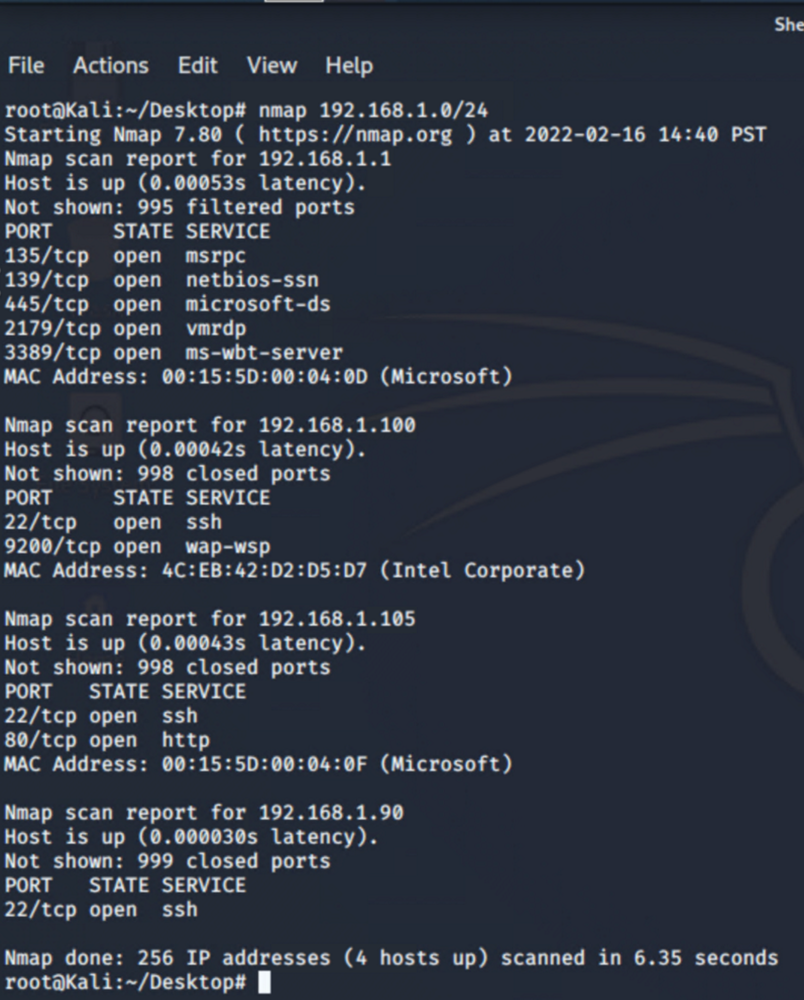 She
File Actions Edit View Help
root@Kali:~/Desktop# nmap 192.168.1.0/24
Starting Nmap 7.80 ( https://nmap.org ) at 2022-02-16 14:40 PST
Nmap scan report for 192.168.1.1
Host is up (0.00053s latency).
Not shown: 995 filtered ports
PORT     STATE SERVICE
135/tcp  open  msrpc
139/tcp  open  netbios-ssn
445/tcp  open  microsoft-ds
2179/tcp open  vmrdp
3389/tcp open  ms-wbt-server
MAC Address: 00:15:5D:00:04:0D (Microsoft)

Nmap scan report for 192.168.1.100
Host is up (0.00042s latency).
Not shown: 998 closed ports
PORT     STATE SERVICE
22/tcp   open  ssh
9200/tcp open  wap-wsp
MAC Address: 4C:EB:42:D2:D5:D7 (Intel Corporate)

Nmap scan report for 192.168.1.105
Host is up (0.00043s latency).
Not shown: 998 closed ports
PORT   STATE SERVICE
22/tcp open  ssh
80/tcp open  http
MAC Address: 00:15:5D:00:04:0F (Microsoft)

Nmap scan report for 192.168.1.90
Host is up (0.000030s latency).
Not shown: 999 closed ports
PORT   STATE SERVICE
22/tcp open  ssh

Nmap done: 256 IP addresses (4 hosts up) scanned in 6.35 seconds
root@Kali:~/Desktop#